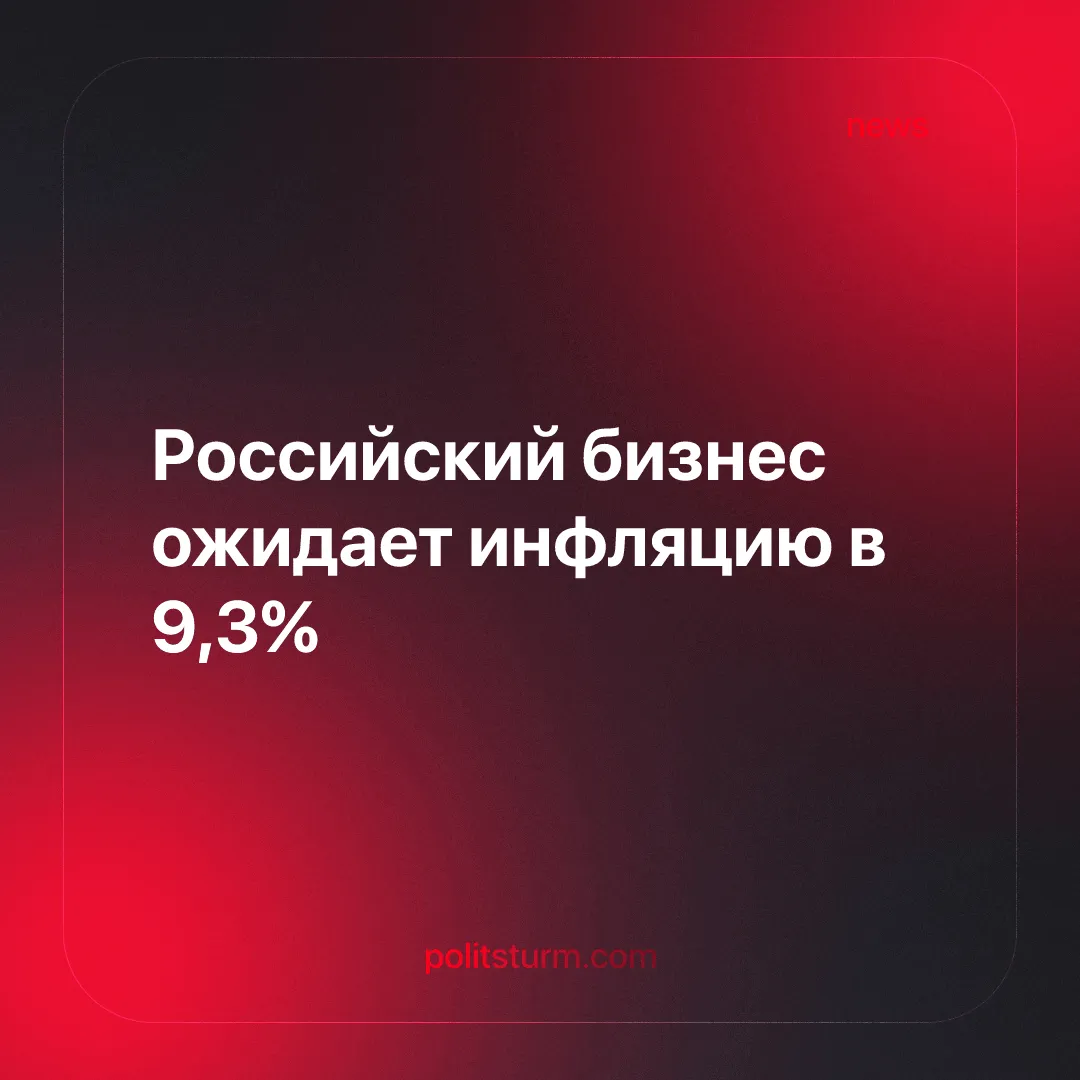 news
Российский бизнес
ожидает инфляцию в
9,3%
politsturm.com